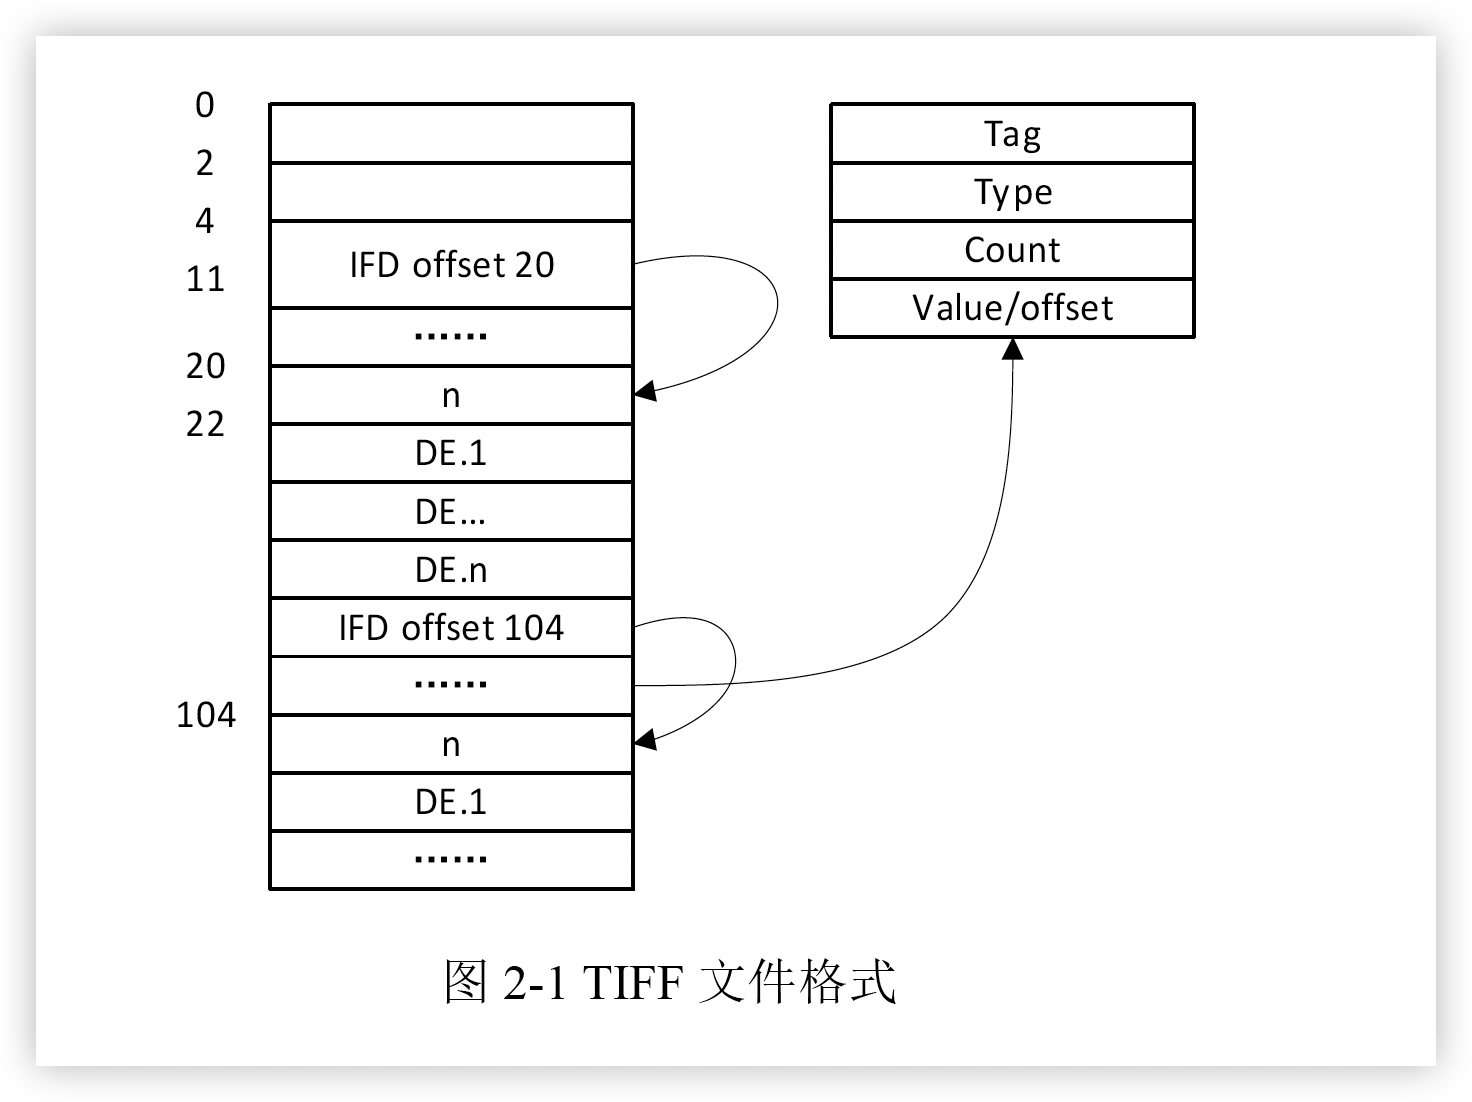 0
2
4
IFD offset 20
11
......
20
n
22
DE.1
DE...
DE.n
IFD offset 104
......
104
n
DE.1
......
Tag
Type
Count
Value/offset
图 2-1 TIFF 文件格式